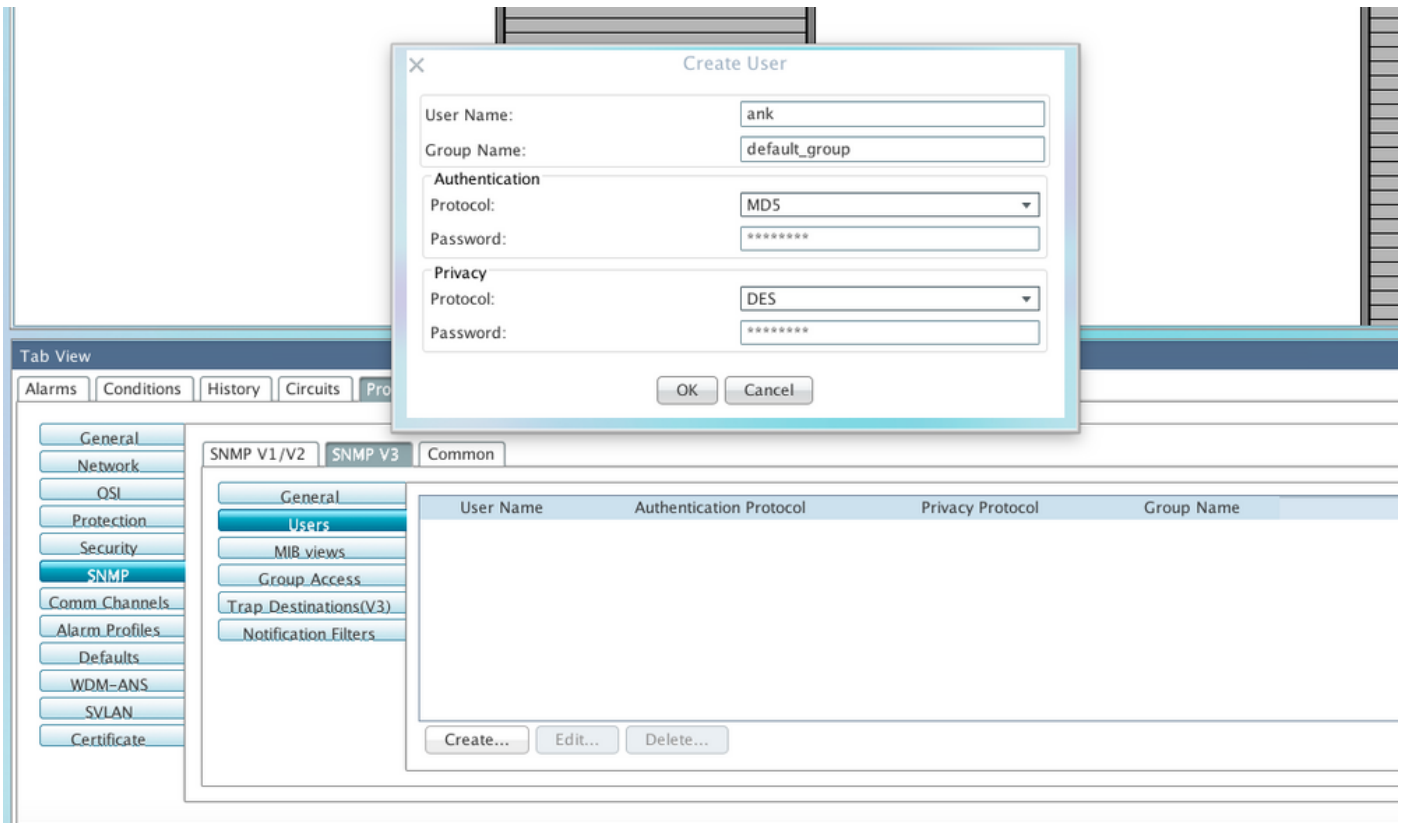 Create User
User Name: ank
Group Name: default_group
Authentication
Protocol: MD5
Password: ********
Privacy
Protocol: DES
Password: ********
OK Cancel
Tab View
Alarms Conditions History Circuits Pro
General
Network
OSI
Protection
Security
SNMP
Comm Channels
Alarm Profiles
Defaults
WDM-ANS
SVLAN
Certificate
SNMP V1/V2 SNMP V3 Common
General
Users
MIB views
Group Access
Trap Destinations(V3)
Notification Filters
User Name Authentication Protocol Privacy Protocol Group Name
Create... Edit... Delete...